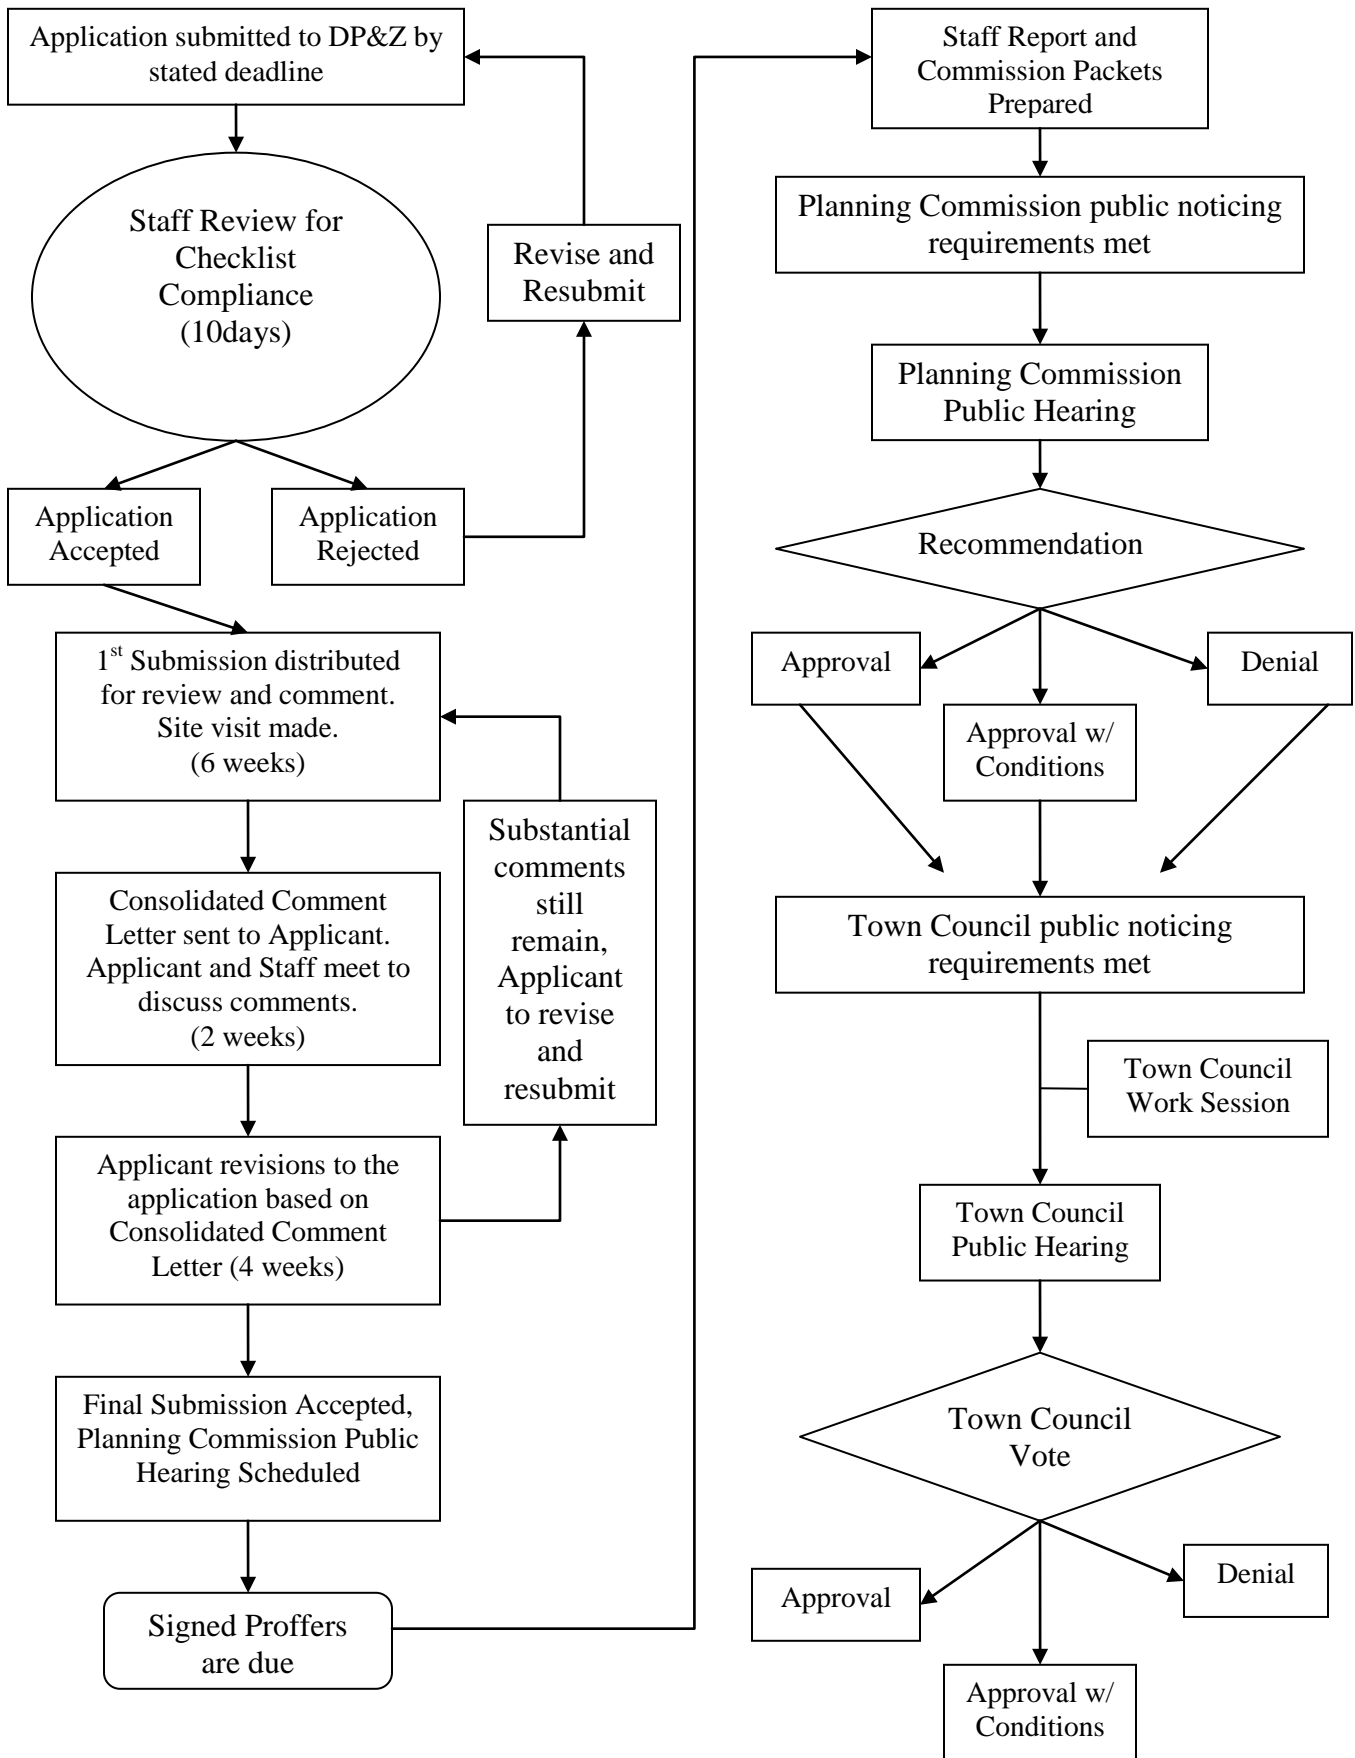 Application submitted to DP&Z by
stated deadline
Staff Review for
Checklist
Compliance
(10days)
Revise and
Resubmit
Application
Accepted
Application
Rejected
1st Submission distributed
for review and comment.
Site visit made.
(6 weeks)
Consolidated Comment
Letter sent to Applicant.
Applicant and Staff meet to
discuss comments.
(2 weeks)
Substantial
comments
still
remain,
Applicant
to revise
and
resubmit
Applicant revisions to the
application based on
Consolidated Comment
Letter (4 weeks)
Final Submission Accepted,
Planning Commission Public
Hearing Scheduled
Signed Proffers
are due
Staff Report and
Commission Packets
Prepared
Planning Commission public noticing
requirements met
Planning Commission
Public Hearing
Recommendation
Approval
Approval w/
Conditions
Denial
Town Council public noticing
requirements met
Town Council
Work Session
Town Council
Public Hearing
Town Council
Vote
Approval
Denial
Approval w/
Conditions